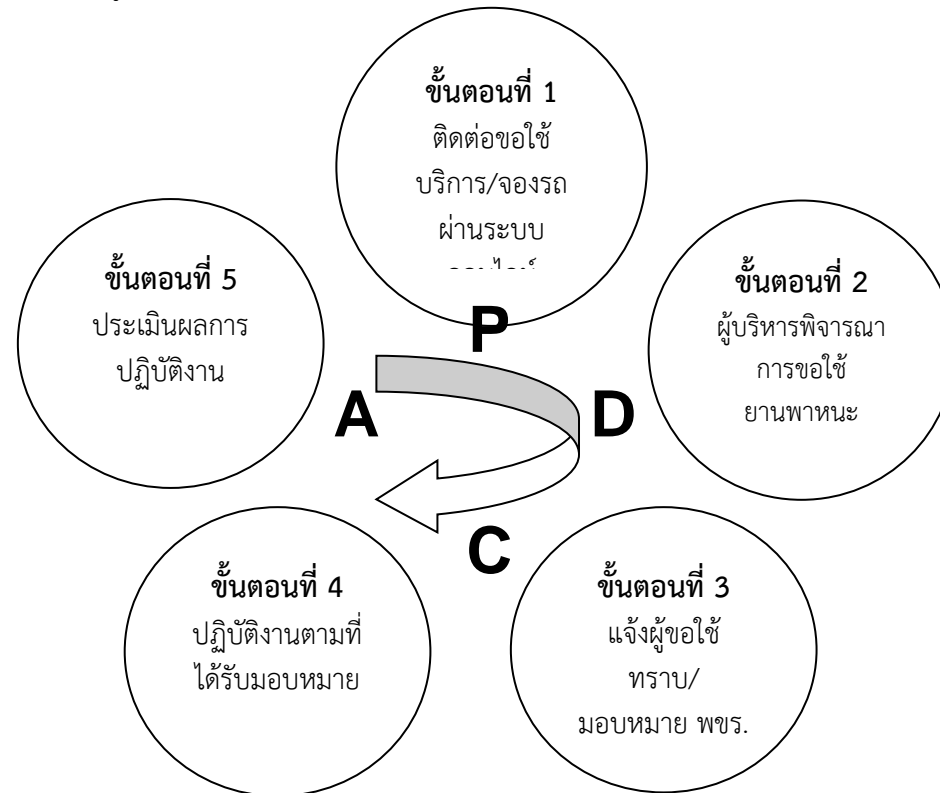 ขั้นตอนที่ 1
ติดต่อขอใช้
บริการ/จองรถ
ผ่านระบบ
ขั้นตอนที่ 2
ผู้บริหารพิจารณา
การขอใช้
ยานพาหนะ
ขั้นตอนที่ 3
แจ้งผู้ขอใช้
ทราบ/
มอบหมาย พขร.
ขั้นตอนที่ 4
ปฏิบัติงานตามที่
ได้รับมอบหมาย
ขั้นตอนที่ 5
ประเมินผลการ
ปฏิบัติงาน
P
D
C
A